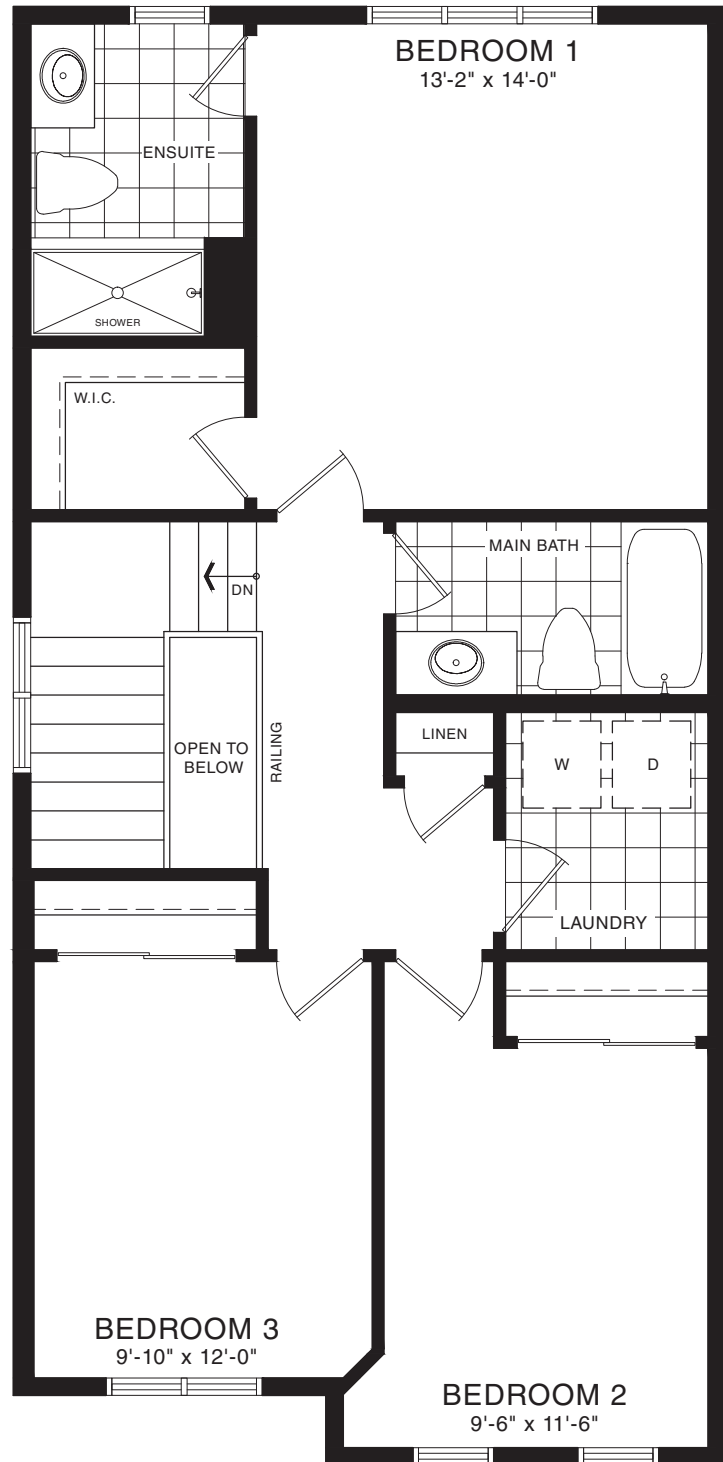 BEDROOM 1
13'-2" x 14'-0"
ENSUITE
SHOWER
W.I.C.
MAIN BATH
DN
OPEN TO
BELOW
RAILING
LINEN
W
D
LAUNDRY
BEDROOM 3
9'-10" x 12'-0"
BEDROOM 2
9'-6" x 11'-6"